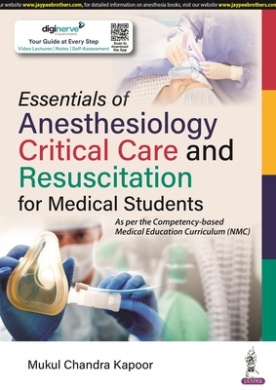 ur website www.jaypeebrothers.com, for detailed information on anesthesia books, our website www.jaypeebrothers.com
diginerve
Your Guide at Every Step
Video Lectures | Notes | Self-Assessment
Scan to
download
the App
Essentials of
Anesthesiology
Critical Care and
Resuscitation
for Medical Students
As per the Competency-based
Medical Education Curriculum (NMC)
Mukul Chandra Kapoor
JAYPEE